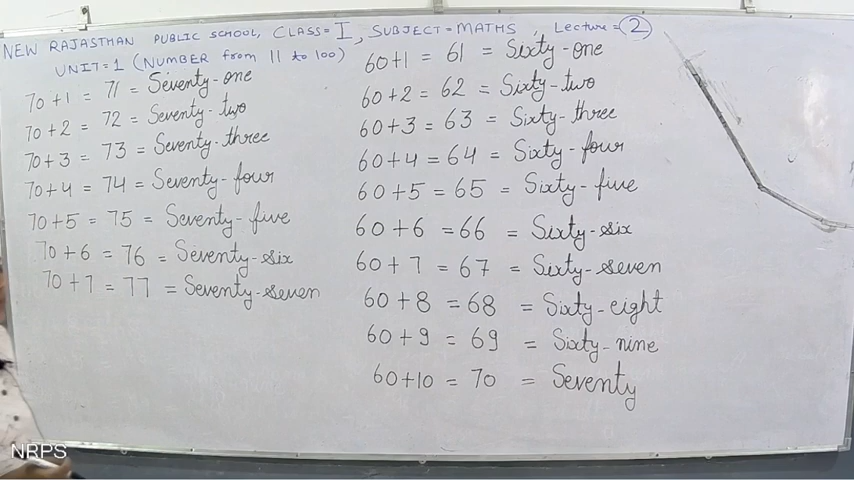 NEW RAJASTHAN PUBLIC SCHOOL, CLASS=I, SUBJECT=MATHS, Lecture=2
UNIT=1 (NUMBER from 11 to 100)
70+1 = 71 = Seventy-one
70+2 = 72 = Seventy-two
70+3 = 73 = Seventy-three
70+4 = 74 = Seventy-four
70+5 = 75 = Seventy-five
70+6 = 76 = Seventy-six
70+7 = 77 = Seventy-seven
60+1 = 61 = Sixty-one
60+2 = 62 = Sixty-two
60+3 = 63 = Sixty-three
60+4 = 64 = Sixty-four
60+5 = 65 = Sixty-five
60+6 = 66 = Sixty-six
60+7 = 67 = Sixty-seven
60+8 = 68 = Sixty-eight
60+9 = 69 = Sixty-nine
60+10 = 70 = Seventy
NRPS